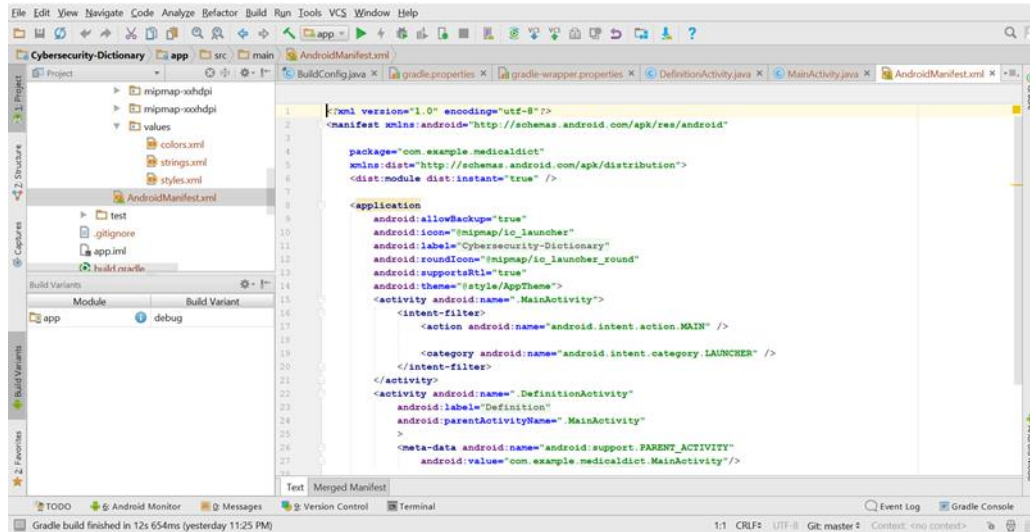 File Edit View Navigate Code Analyze Refactor Build Run Tools VCS Window Help
app
Cybersecurity-Dictionary app src main AndroidManifest.xml
Project
BuildConfig.java gradle.properties gradle-wrapper.properties DefinitionActivity.java MainActivity.java AndroidManifest.xml
1: Project
2: Structure
Captures
Build Variants
2: Favorites
mipmap-xxhdpi
mipmap-xxxhdpi
values
colors.xml
strings.xml
styles.xml
AndroidManifest.xml
test
.gitignore
app.iml
build.gradle
Build Variants
Module Build Variant
app debug
1 <?xml version="1.0" encoding="utf-8"?>
2 <manifest xmlns:android="http://schemas.android.com/apk/res/android"
3
4 package="com.example.medicaldict"
5 xmlns:dist="http://schemas.android.com/apk/distribution">
6 <dist:module dist:instant="true" />
7
8 <application
9 android:allowBackup="true"
10 android:icon="@mipmap/ic_launcher"
11 android:label="Cybersecurity-Dictionary"
12 android:roundIcon="@mipmap/ic_launcher_round"
13 android:supportsRtl="true"
14 android:theme="@style/AppTheme">
15 <activity android:name=".MainActivity">
16 <intent-filter>
17 <action android:name="android.intent.action.MAIN" />
18
19 <category android:name="android.intent.category.LAUNCHER" />
20 </intent-filter>
21 </activity>
22 <activity android:name=".DefinitionActivity"
23 android:label="Definition"
24 android:parentActivityName=".MainActivity"
25 >
26 <meta-data android:name="android.support.PARENT_ACTIVITY"
27 android:value="com.example.medicaldict.MainActivity"/>
Text Merged Manifest
TODO 6: Android Monitor 0: Messages 9: Version Control Terminal Event Log Gradle Console
Gradle build finished in 12s 654ms (yesterday 11:25 PM) 1:1 CRLF UTF-8 Git: master Context: <no context>